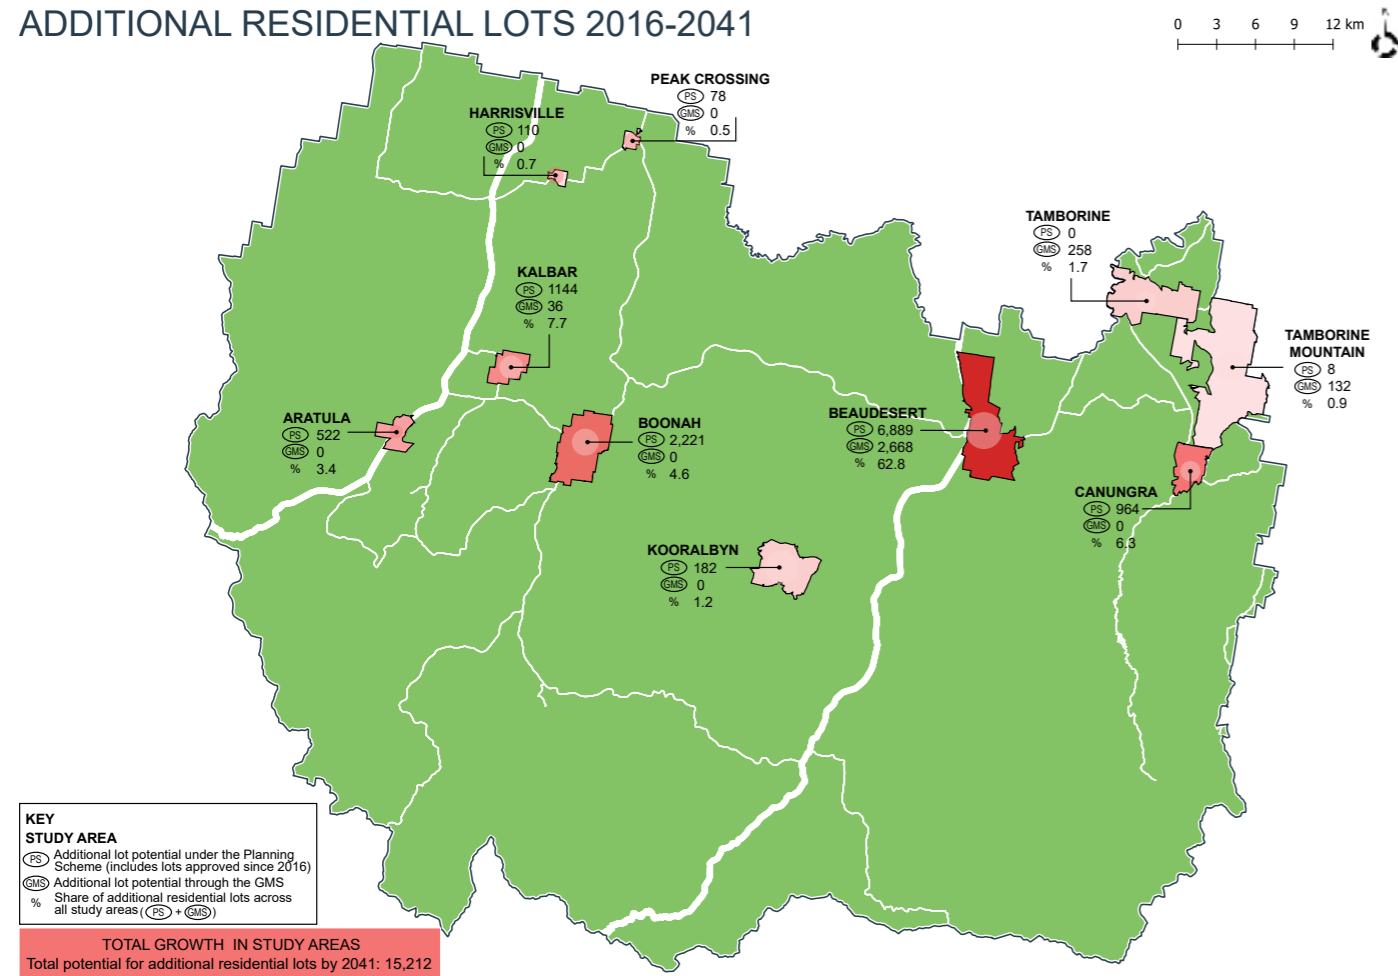 ADDITIONAL RESIDENTIAL LOTS 2016-2041
0 3 6 9 12 km
PEAK CROSSING
PS 78
GMS 0
% 0.5
HARRISVILLE
PS 110
GMS 0
% 0.7
TAMBORINE
PS 0
GMS 258
% 1.7
KALBAR
PS 1144
GMS 36
% 7.7
TAMBORINE
MOUNTAIN
PS 8
GMS 132
% 0.9
ARATULA
PS 522
GMS 0
% 3.4
BOONAH
PS 2,221
GMS 0
% 4.6
BEAUDESERT
PS 6,889
GMS 2,668
% 62.8
CANUNGRA
PS 964
GMS 0
% 6.3
KOORALBYN
PS 182
GMS 0
% 1.2
KEY
STUDY AREA
PS Additional lot potential under the Planning
Scheme (includes lots approved since 2016)
GMS Additional lot potential through the GMS
% Share of additional residential lots across
all study areas ( PS + GMS )
TOTAL GROWTH IN STUDY AREAS
Total potential for additional residential lots by 2041: 15,212